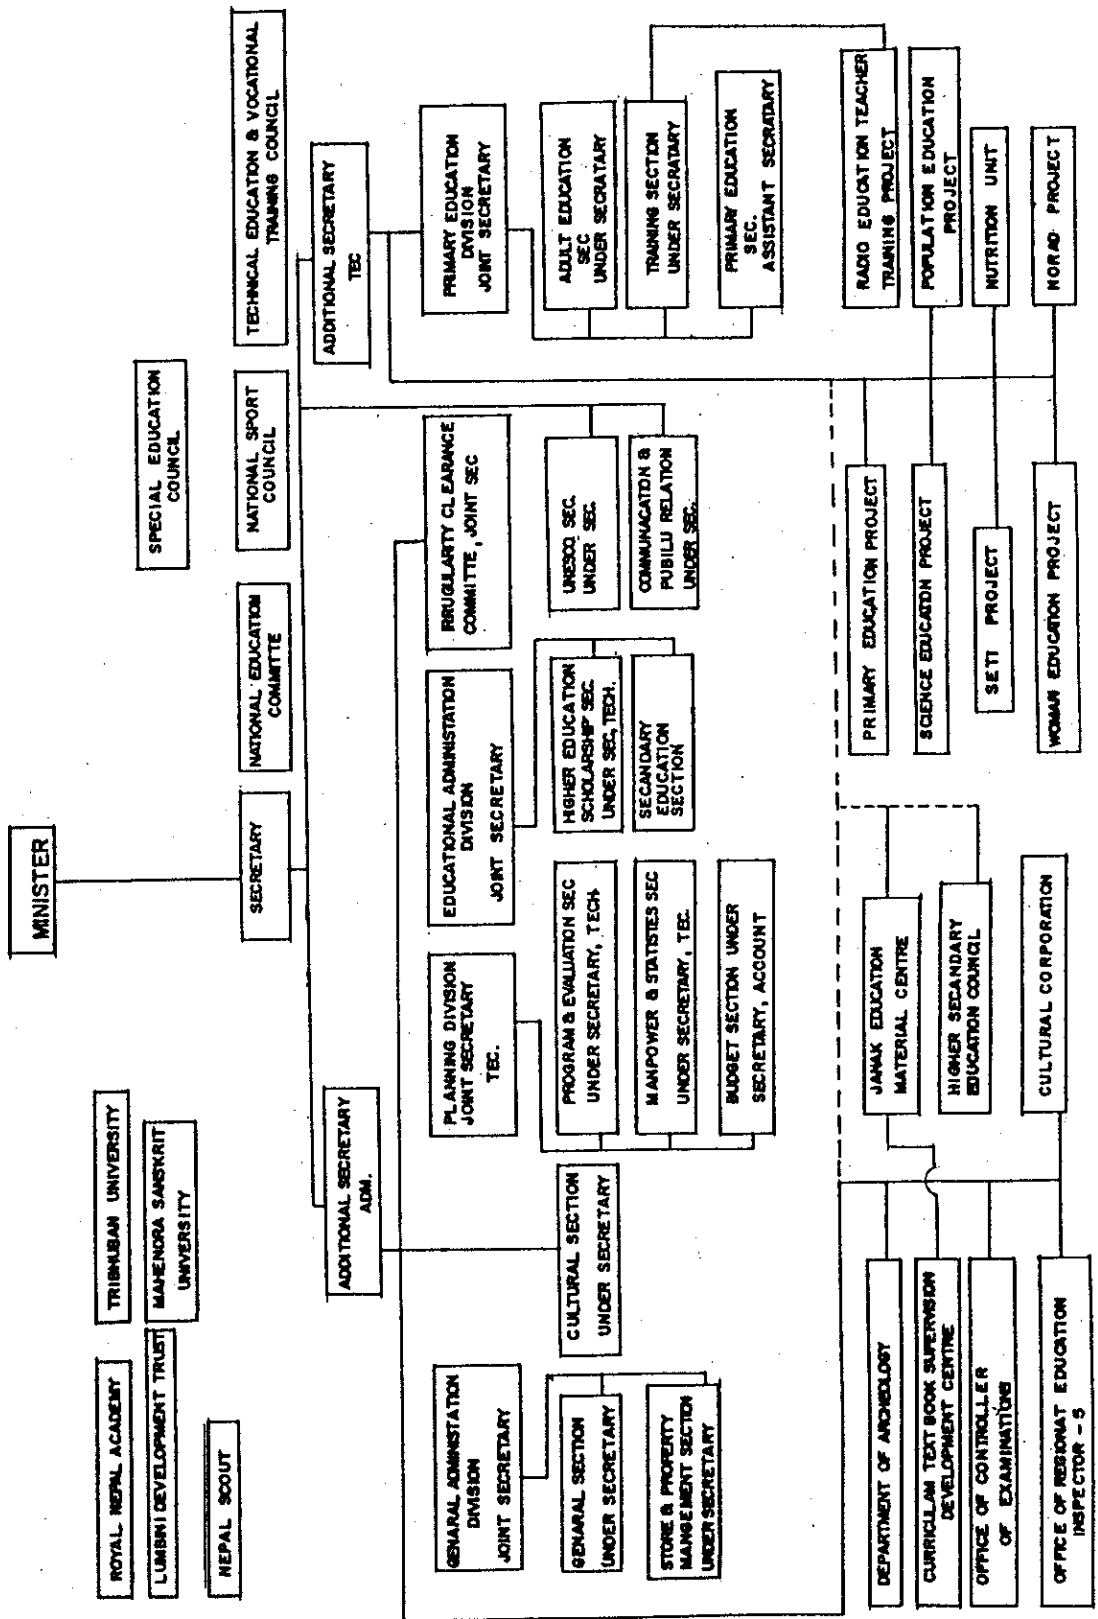 MINISTER
ROYAL NEPAL ACADEMY
TRIBHUBAN UNIVERSITY
LUMBINI DEVELOPMENT TRUST
MAHENDRA SANSKRIT
UNIVERSITY
NEPAL SCOUT
SPECIAL EDUCATION
COUNCIL
SECRETARY
NATIONAL EDUCATION
COMMITTE
NATIONAL SPORT
COUNCIL
TECHNICAL EDUCATION & VOCATIONAL
TRAINING COUNCIL
ADDITIONAL SECRETARY
ADM.
ADDITIONAL SECRETARY
TEC
GENARAL ADMINISTATION
DIVISION
JOINT SECRETARY
PLANNING DIVISION
JOINT SECRETARY
TEC.
EDUCATIONAL ADMINISTATION
DIVISION
JOINT SECRETARY
RRUGULARITY CLEARANCE
COMMITTE, JOINT SEC
PRIMARY EDUCATION
DIVISION
JOINT SECRETARY
GENARAL SECTION
UNDER SECRETARY
STORE & PROPERTY
MANGEMENT SECTION
UNDER SECRETARY
CULTURAL SECTION
UNDER SECRETARY
PROGRAM & EVALUATION SEC
UNDER SECRETARY, TECH.
MANPOWER & STATISTES SEC
UNDER SECRETARY, TEC.
BUDGET SECTION UNDER
SECRETARY, ACCOUNT
HIGHER EDUCATION
SCHOLARSHIP SEC.
UNDER SEC, TECH.
SECANDARY
EDUCATION
SECTION
UNESCO, SEC.
UNDER SEC.
COMMUNACATION &
PUBILU RELATION
UNDER SEC.
ADULT EDUCATION
SEC
UNDER SECRATARY
TRAINING SECTION
UNDER SECRATARY
PRIMARY EDUCATION
SEC.
ASSISTANT SECRATARY
DEPARTMENT OF ARCHEOLOGY
CURRICULAM TEXT BOOK SUPERVISION
DEVELOPMENT CENTRE
OFFICE OF CONTROLLER
OF EXAMINATIONS
OFFICE OF REGIONAT EDUCATION
INSPECTOR - 5
JANAK EDUCATION
MATERIAL CENTRE
HIGHER SECANDARY
EDUCATION COUNCIL
CULTURAL CORPORATION
PRIMARY EDUCATION PROJECT
SCIENCE EDUCATION PROJECT
SETI PROJECT
WOMAN EDUCATION PROJECT
RADIO EDUCATION TEACHER
TRAINING PROJECT
POPULATION EDUCATION
PROJECT
NUTRITION UNIT
NORAD PROJECT